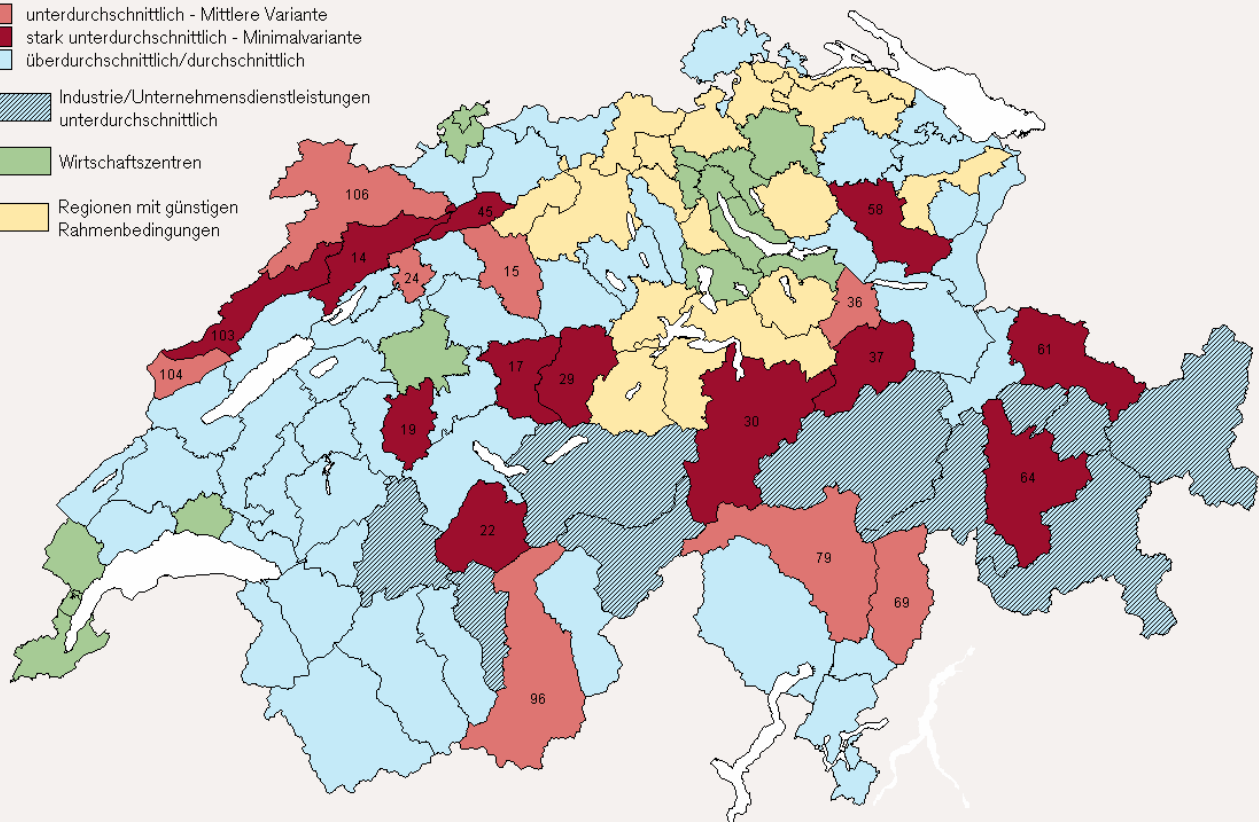 unterdurchschnittlich - Mittlere Variante
stark unterdurchschnittlich - Minimalvariante
überdurchschnittlich/durchschnittlich
Industrie/Unternehmensdienstleistungen
unterdurchschnittlich
Wirtschaftszentren
Regionen mit günstigen
Rahmenbedingungen
106
45
58
14
24
15
36
103
104
17
29
37
61
19
30
64
22
79
69
96